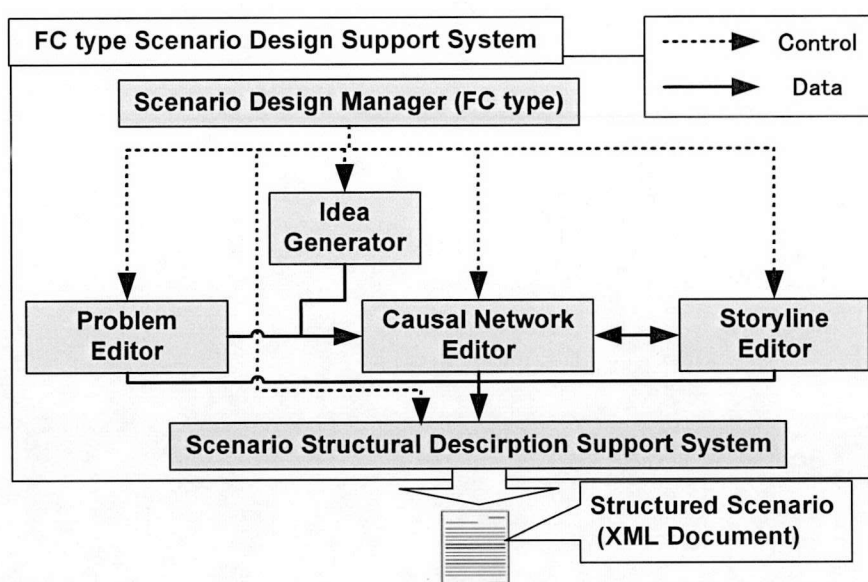 FC type Scenario Design Support System
Control
Data
Scenario Design Manager (FC type)
Idea
Generator
Problem
Editor
Causal Network
Editor
Storyline
Editor
Scenario Structural Descirption Support System
Structured Scenario
(XML Document)